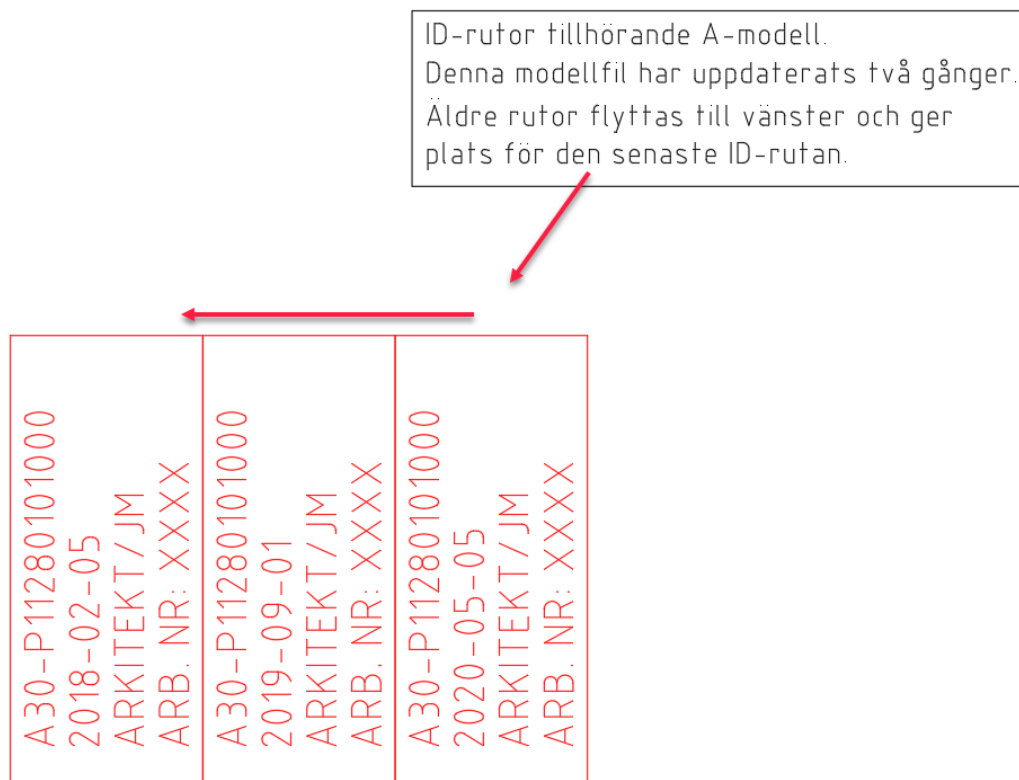 ID-rutor tillhörande A-modell.
Denna modellfil har uppdaterats två gånger.
Äldre rutor flyttas till vänster och ger
plats för den senaste ID-rutan.
A30-P11280101000
2018-02-05
ARKITEKT/JM
ARB. NR: XXXX
A30-P11280101000
2019-09-01
ARKITEKT/JM
ARB. NR: XXXX
A30-P11280101000
2020-05-05
ARKITEKT/JM
ARB. NR: XXXX